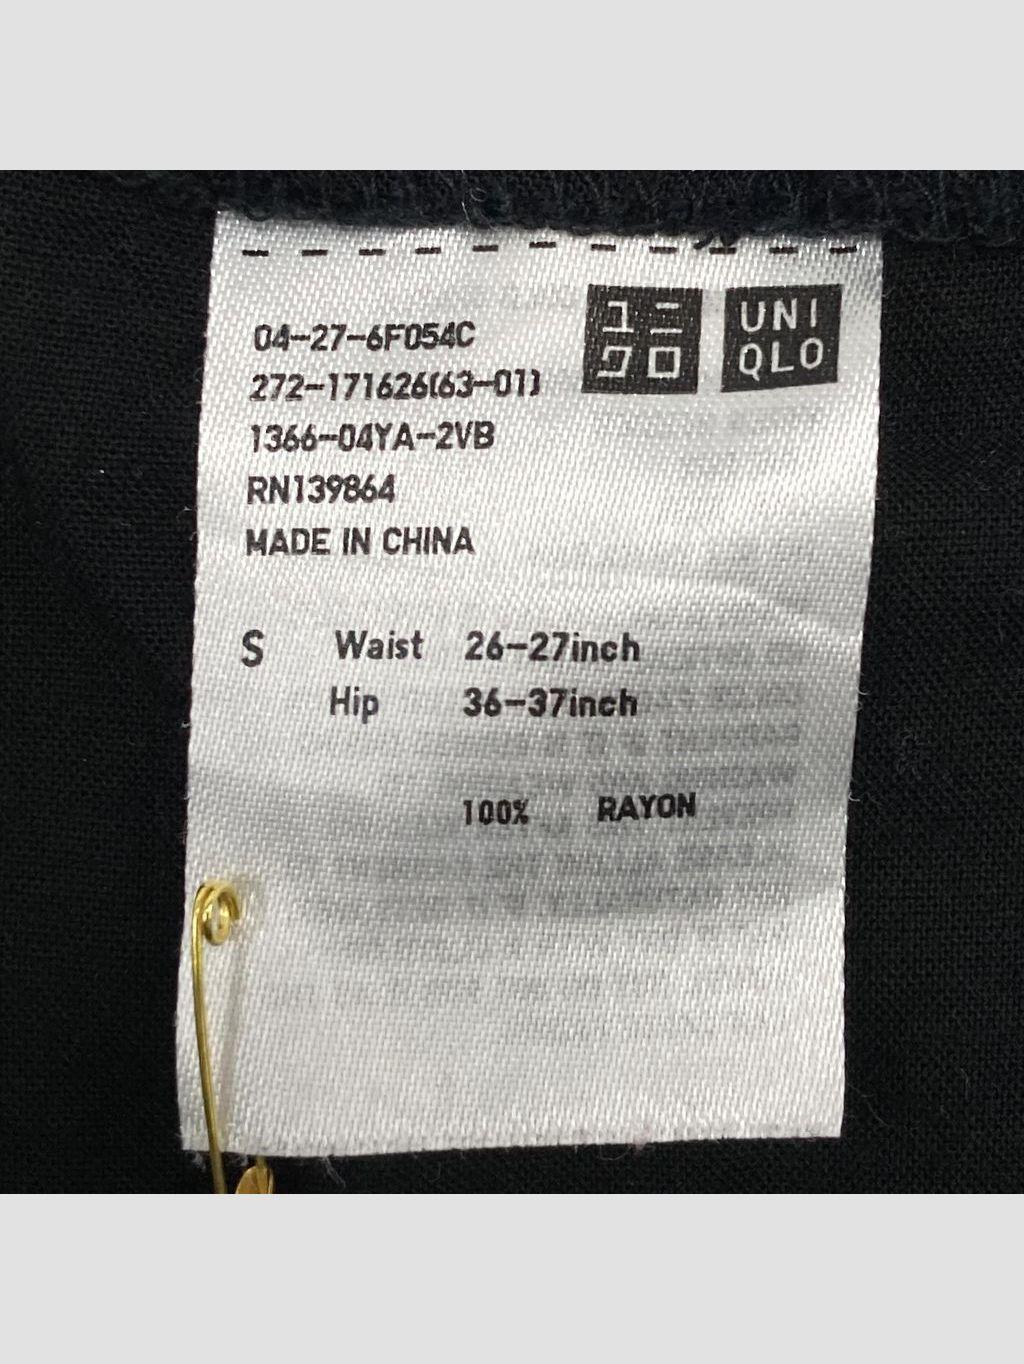 ユニ
クロ
UNI
QLO
04-27-6F054C
272-171626(63-01)
1366-04YA-2VB
RN139864
MADE IN CHINA
S Waist 26-27inch
Hip 36-37inch
100% RAYON